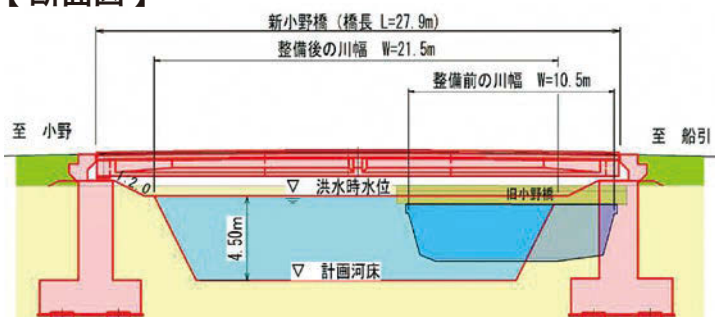 【断面図】
新小野橋（橋長 L=27.9m）
整備後の川幅 W=21.5m
整備前の川幅 W=10.5m
至 小野
至 船引
1:2.0
▽ 洪水時水位
旧小野橋
4.50m
▽ 計画河床